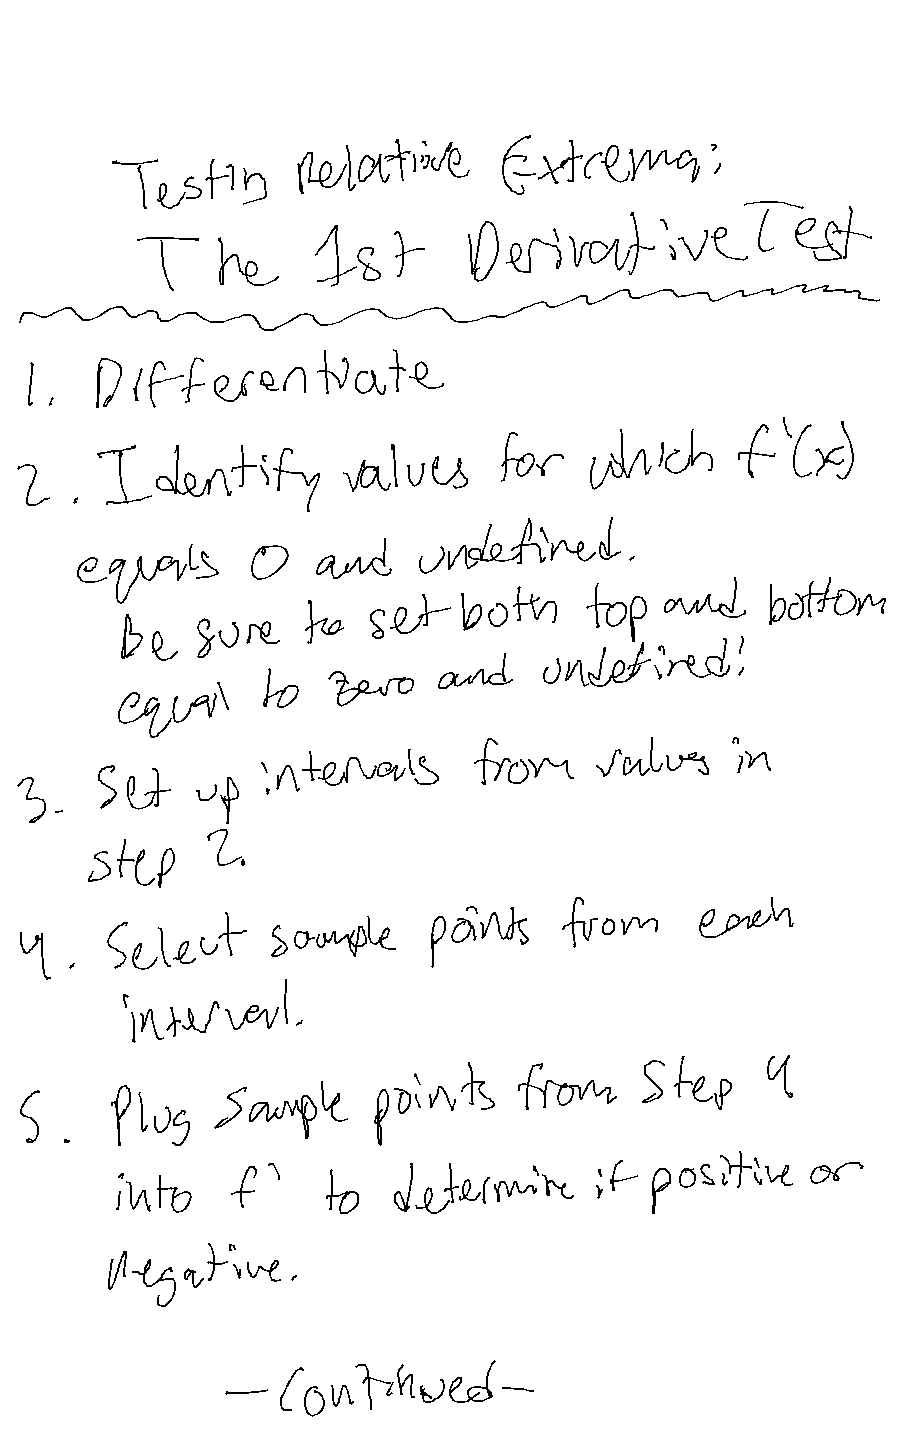 Testing Relative Extrema:
The 1st Derivative Test
1. Differentiate
2. Identify values for which f'(x)
equals 0 and undefined.
Be sure to set both top and bottom
equal to zero and undefined!
3. Set up intervals from values in
step 2.
4. Select sample points from each
interval.
5. Plug sample points from Step 4
into f' to determine if positive or
negative.
- Continued -